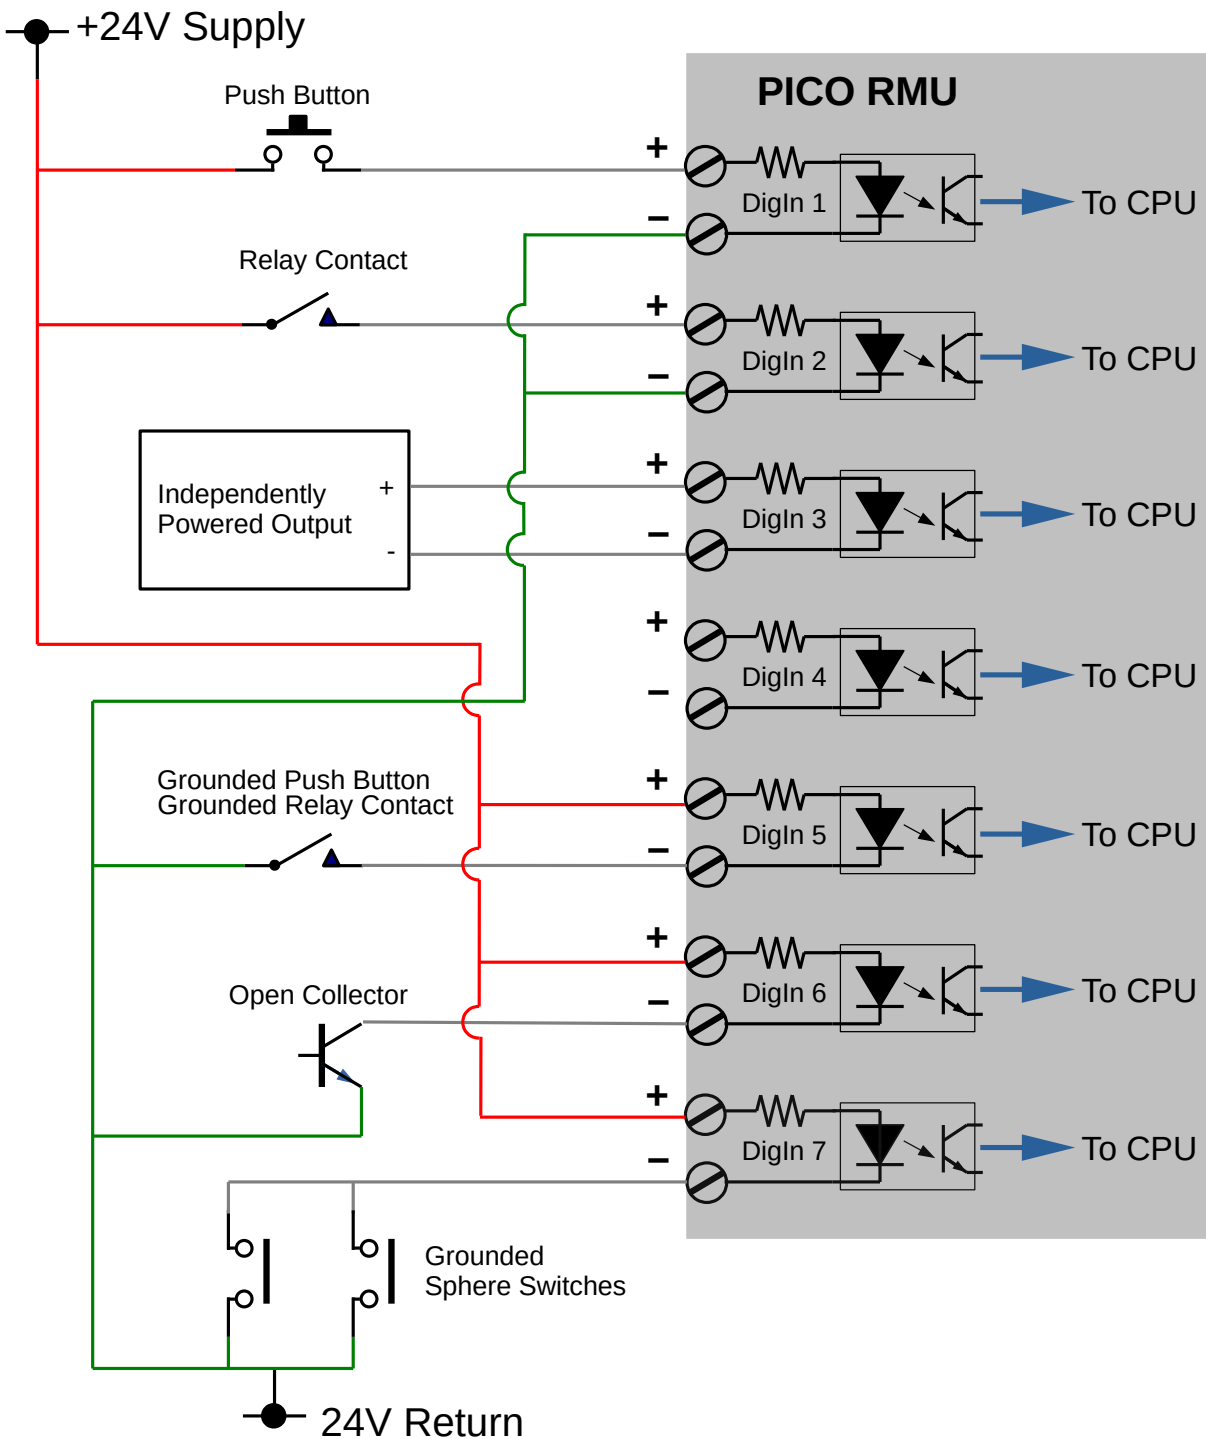 +24V Supply
PICO RMU
Push Button
+
DigIn 1
To CPU
−
Relay Contact
+
DigIn 2
To CPU
−
Independently
Powered Output
+
-
+
DigIn 3
To CPU
−
+
DigIn 4
To CPU
−
Grounded Push Button
Grounded Relay Contact
+
DigIn 5
To CPU
−
Open Collector
+
DigIn 6
To CPU
−
+
DigIn 7
To CPU
−
Grounded
Sphere Switches
24V Return